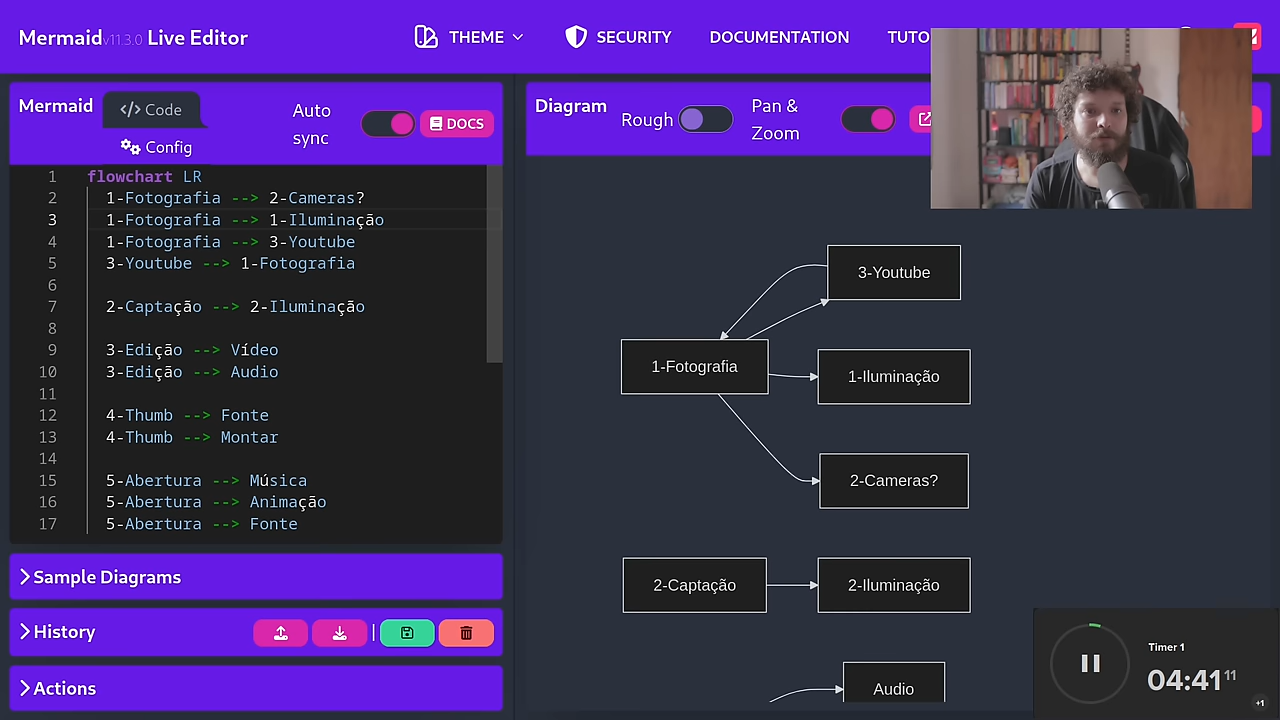 Mermaid v11.3.0 Live Editor
THEME
SECURITY
DOCUMENTATION
TUTO
Mermaid
Code
Config
Auto sync
DOCS
1 flowchart LR
2 1-Fotografia --> 2-Cameras?
3 1-Fotografia --> 1-Iluminação
4 1-Fotografia --> 3-Youtube
5 3-Youtube --> 1-Fotografia
6
7 2-Captação --> 2-Iluminação
8
9 3-Edição --> Vídeo
10 3-Edição --> Audio
11
12 4-Thumb --> Fonte
13 4-Thumb --> Montar
14
15 5-Abertura --> Música
16 5-Abertura --> Animação
17 5-Abertura --> Fonte
Sample Diagrams
History
Actions
Diagram
Rough
Pan &
Zoom
3-Youtube
1-Fotografia
1-Iluminação
2-Cameras?
2-Captação
2-Iluminação
Audio
Timer 1
04:41 11
+1